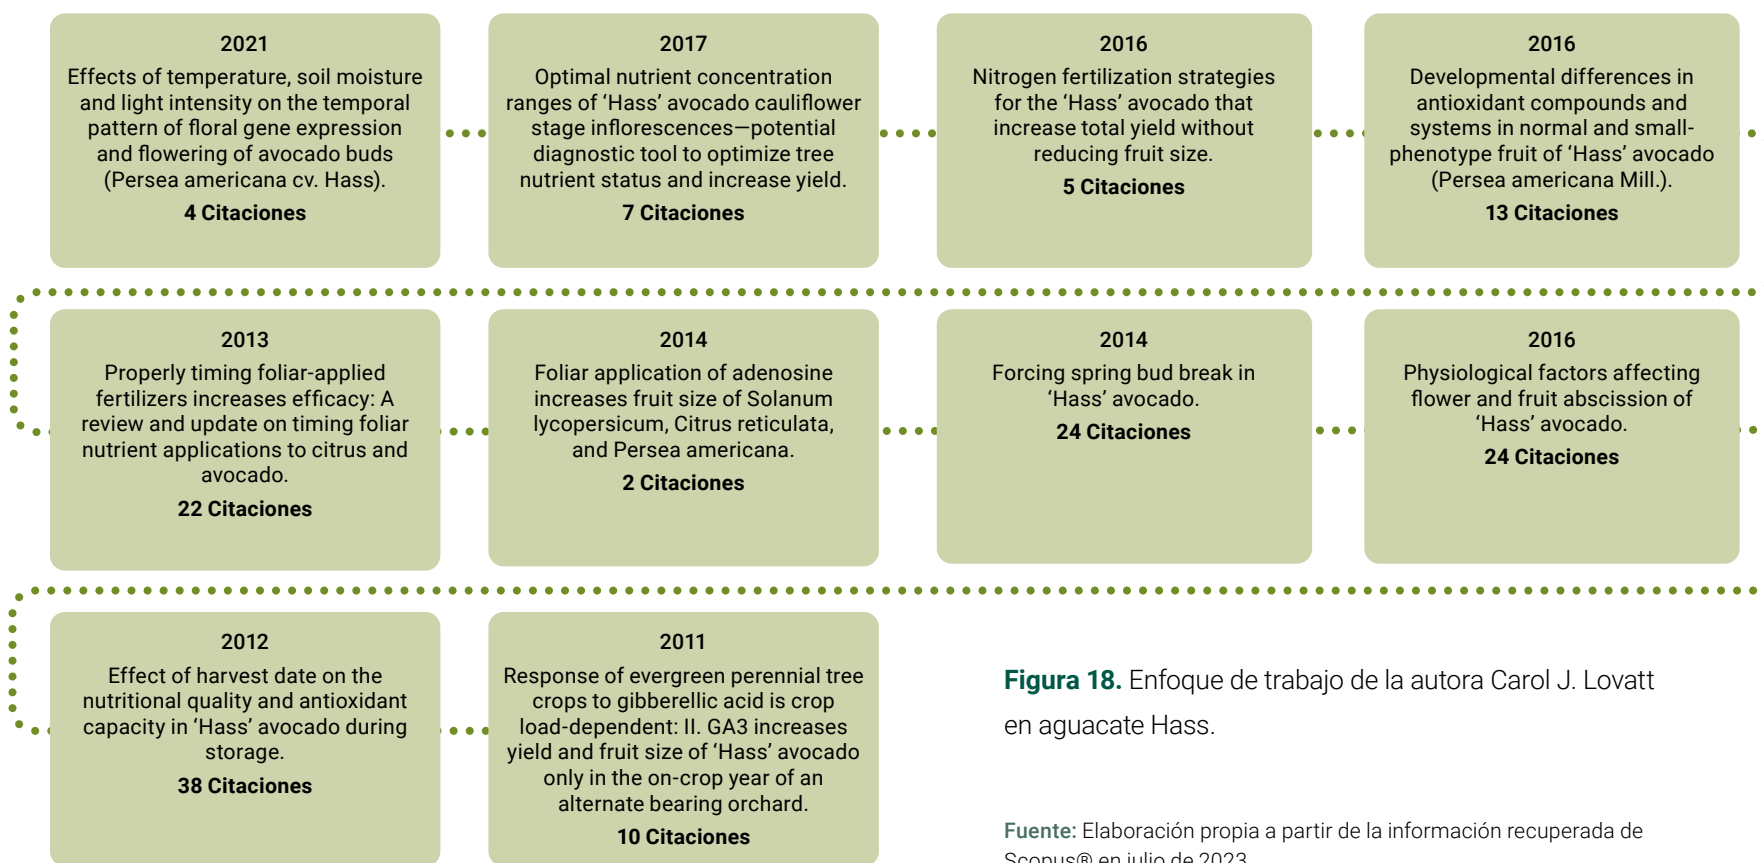 2021
Effects of temperature, soil moisture
and light intensity on the temporal
pattern of floral gene expression
and flowering of avocado buds
(Persea americana cv. Hass).
4 Citaciones
2017
Optimal nutrient concentration
ranges of ‘Hass’ avocado cauliflower
stage inflorescences—potential
diagnostic tool to optimize tree
nutrient status and increase yield.
7 Citaciones
2016
Nitrogen fertilization strategies
for the ‘Hass’ avocado that
increase total yield without
reducing fruit size.
5 Citaciones
2016
Developmental differences in
antioxidant compounds and
systems in normal and small-
phenotype fruit of ‘Hass’ avocado
(Persea americana Mill.).
13 Citaciones
2013
Properly timing foliar-applied
fertilizers increases efficacy: A
review and update on timing foliar
nutrient applications to citrus and
avocado.
22 Citaciones
2014
Foliar application of adenosine
increases fruit size of Solanum
lycopersicum, Citrus reticulata,
and Persea americana.
2 Citaciones
2014
Forcing spring bud break in
‘Hass’ avocado.
24 Citaciones
2016
Physiological factors affecting
flower and fruit abscission of
‘Hass’ avocado.
24 Citaciones
2012
Effect of harvest date on the
nutritional quality and antioxidant
capacity in ‘Hass’ avocado during
storage.
38 Citaciones
2011
Response of evergreen perennial tree
crops to gibberellic acid is crop
load-dependent: II. GA3 increases
yield and fruit size of ‘Hass’ avocado
only in the on-crop year of an
alternate bearing orchard.
10 Citaciones
Figura 18. Enfoque de trabajo de la autora Carol J. Lovatt
en aguacate Hass.
Fuente: Elaboración propia a partir de la información recuperada de
Scopus® en julio de 2023